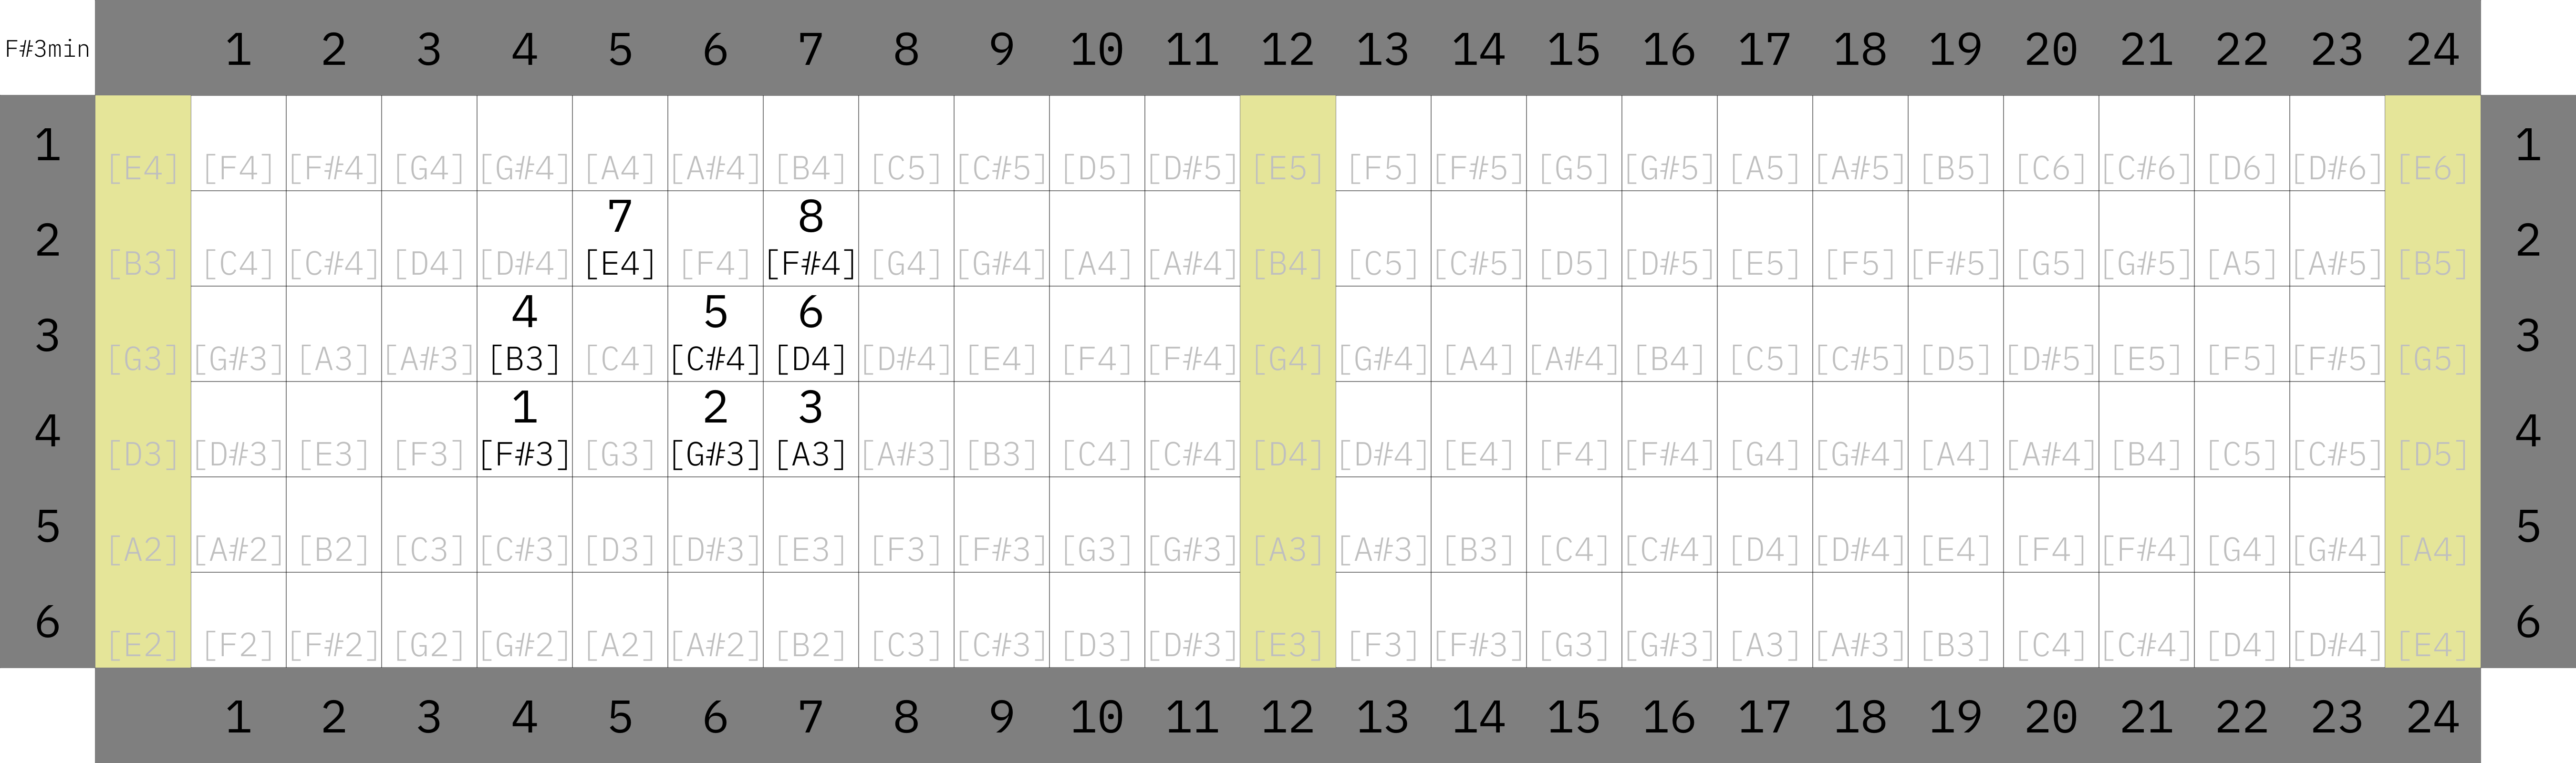 F#3min 1 2 3 4 5 6 7 8 9 10 11 12 13 14 15 16 17 18 19 20 21 22 23 24
1 1
[E4] [F4] [F#4] [G4] [G#4] [A4] [A#4] [B4] [C5] [C#5] [D5] [D#5] [E5] [F5] [F#5] [G5] [G#5] [A5] [A#5] [B5] [C6] [C#6] [D6] [D#6] [E6]
2 7 8 2
[B3] [C4] [C#4] [D4] [D#4] [E4] [F4] [F#4] [G4] [G#4] [A4] [A#4] [B4] [C5] [C#5] [D5] [D#5] [E5] [F5] [F#5] [G5] [G#5] [A5] [A#5] [B5]
3 4 5 6 3
[G3] [G#3] [A3] [A#3] [B3] [C4] [C#4] [D4] [D#4] [E4] [F4] [F#4] [G4] [G#4] [A4] [A#4] [B4] [C5] [C#5] [D5] [D#5] [E5] [F5] [F#5] [G5]
4 1 2 3 4
[D3] [D#3] [E3] [F3] [F#3] [G3] [G#3] [A3] [A#3] [B3] [C4] [C#4] [D4] [D#4] [E4] [F4] [F#4] [G4] [G#4] [A4] [A#4] [B4] [C5] [C#5] [D5]
5 5
[A2] [A#2] [B2] [C3] [C#3] [D3] [D#3] [E3] [F3] [F#3] [G3] [G#3] [A3] [A#3] [B3] [C4] [C#4] [D4] [D#4] [E4] [F4] [F#4] [G4] [G#4] [A4]
6 6
[E2] [F2] [F#2] [G2] [G#2] [A2] [A#2] [B2] [C3] [C#3] [D3] [D#3] [E3] [F3] [F#3] [G3] [G#3] [A3] [A#3] [B3] [C4] [C#4] [D4] [D#4] [E4]
1 2 3 4 5 6 7 8 9 10 11 12 13 14 15 16 17 18 19 20 21 22 23 24